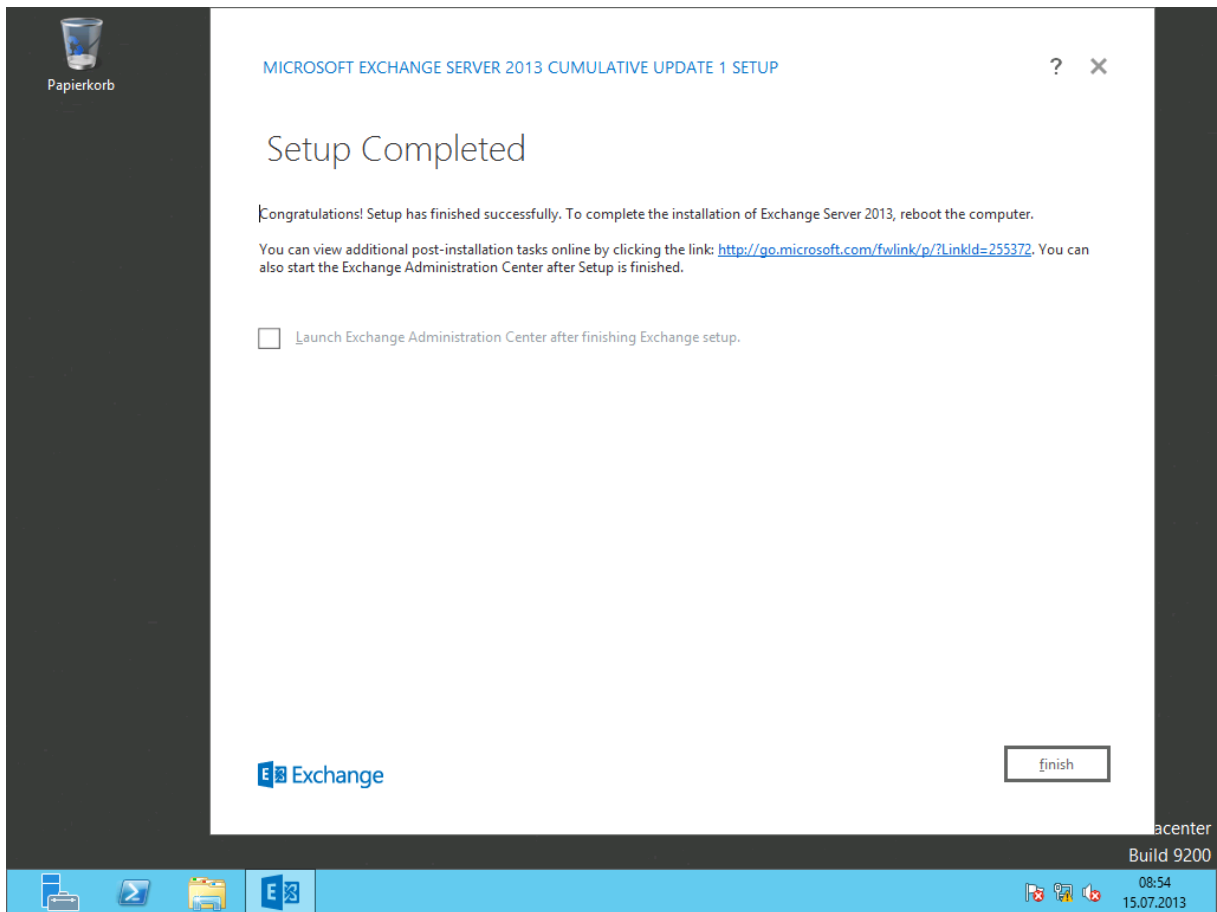 Papierkorb
MICROSOFT EXCHANGE SERVER 2013 CUMULATIVE UPDATE 1 SETUP
?
Setup Completed
Congratulations! Setup has finished successfully. To complete the installation of Exchange Server 2013, reboot the computer.
You can view additional post-installation tasks online by clicking the link: http://go.microsoft.com/fwlink/p/?LinkId=255372. You can
also start the Exchange Administration Center after Setup is finished.
Launch Exchange Administration Center after finishing Exchange setup.
E Exchange
finish
acenter
Build 9200
E
08:54
15.07.2013